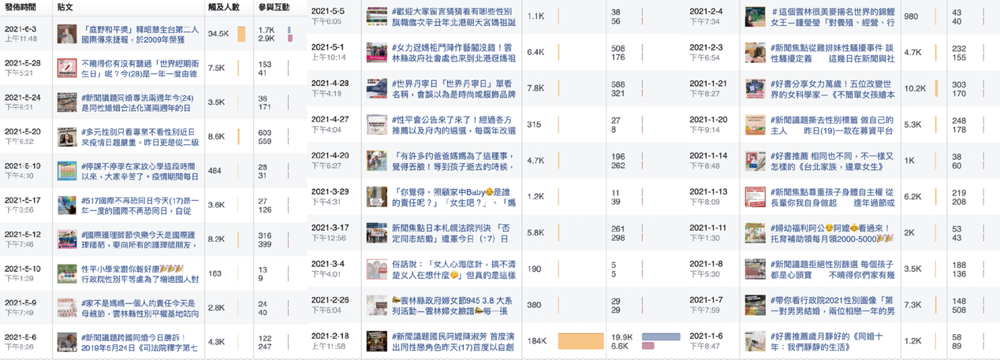 發佈時間 貼文 觸及人數 參與互動
2021-6-3 「庭野和平奬」釋昭慧全台第二人 34.5K 1.7K
上午11:48 國際傳來捷報，於2009年榮獲 2.9K
2021-5-28 不曉得你有沒有聽過「世界經期衛 7.5K 153
下午5:21 生日」呢？今(28)是一年一度由德 41
2021-5-24 #新聞議題同婚專法兩週年今(24) 3.5K 36
下午6:31 是同性婚姻合法化滿兩週年的日 171
2021-5-20 #多元性別只看專業不看性別近日 8.6K 603
下午6:52 來疫情日趨嚴重，昨日更是從二級 559
2021-5-19 #停課不停學在家放心學這段時間 484 28
下午4:10 以來，大家辛苦了。疫情期間每日 31
2021-5-17 #517國際不再恐同日今天(17)是一 3.6K 27
下午3:56 年一度的國際不再恐同日，自從 126
2021-5-12 #國際護理師節快樂今天是國際護 8.2K 316
下午7:46 理師節，要向所有的護理師朋友， 399
2021-5-10 性平小學堂跟你報好康🎉🎉🎉 163 13
下午1:39 行政院性別平等處為了增進國人對 9
2021-5-9 #家不是媽媽一個人的責任今天是 2.8K 24
下午7:49 母親節，雲林縣性別平權基地站向 40
2021-5-6 #新聞議題跨國同婚今日勝訴！ 4.3K 122
下午6:26 2019年5月24日《司法院釋字第七 247
2021-5-5 #歡迎大家留言猜猜看有哪些性別 1.1K 38
下午6:05 旗幟歲次辛丑年北港朝天宮媽祖誕 56
2021-5-1 #女力迓媽祖鬥陣作藝閣沒錯！雲 6.4K 508
上午10:14 林縣政府社會處也來到北港迓媽祖 176
2021-4-28 #世界丹寧日「世界丹寧日」單看 7.8K 588
下午4:19 名稱，會誤以為是時尚或服飾品牌 321
2021-4-27 #性平會公告來了來了！經過各方 315 27
下午4:04 推薦以及府內的遴選，每兩年改選 8
2021-4-20 「有許多的爸爸媽媽為了這種事， 4.7K 196
下午5:27 覺得丟臉！等到孩子逝去的時候， 262
2021-3-29 「你覺得，照顧家中Baby👶是誰 1.2K 11
下午4:31 的責任呢？」「女生吧？」、「媽 39
2021-3-17 新聞焦點日本札幌法院判決 「否 5.8K 261
下午12:56 定同志結婚」違憲今日（17）日 298
2021-3-4 俗話說：「女人心海底針，搞不清 190 5
下午4:01 楚女人在想什麼🤔」但真的是這樣 5
2021-2-26 雲林縣政府婦女節945 3.8 大系 380 29
下午5:04 列活動—雲林婦女臉譜 每一張 29
2021-2-18 #新聞議題國民阿嬤陳淑芳 首度演 184K 19.9K
上午11:58 出同性戀角色昨天(17)首度以自創 6.6K
2021-2-4 # 這個雲林很美麥揚名世界的錦鯉 980 43
下午7:34 女王—鍾瑩瑩「對養殖、經營、行 40
2021-2-3 #新聞焦點從雞排妹性騷擾事件 談 4.7K 232
下午6:54 性騷擾定義 這幾日在新聞與社 155
2021-1-21 #好書分享女力萬歲！五位改變世 10.2K 303
下午8:27 界的女科學家—《不簡單女孩繪本 170
2021-1-20 #新聞議題撕去性別標籤 做自己的 5.3K 248
下午9:14 主人 昨日(19)一款在募資平台 178
2021-1-14 #好書推薦 相同也不同，不一樣又 1K 38
下午8:48 怎樣的《台北家族，違章女生》 60
2021-1-13 #新聞焦點尊重孩子身體自主權 從 6.2K 219
下午8:09 長輩你我自身做起 逢年過節或 208
2021-1-11 #婦幼福利阿公👴阿嬤👵看過來！ 2K 53
下午1:30 托育補助領每月領2000-5000🎉🎉 43
2021-1-8 #新聞議題拒絕性別篩選 每個孩子 3.5K 188
下午5:30 都是心頭寶 不曉得你們家有幾 136
2021-1-7 #帶你看行政院2021性別圖像「第 7.3K 148
下午7:59 一對男男結婚，兩位相戀一年的男 508
2021-1-6 #好書推薦歲月靜好的《同婚十 1.2K 58
下午8:47 年：我們靜靜的生活》 89